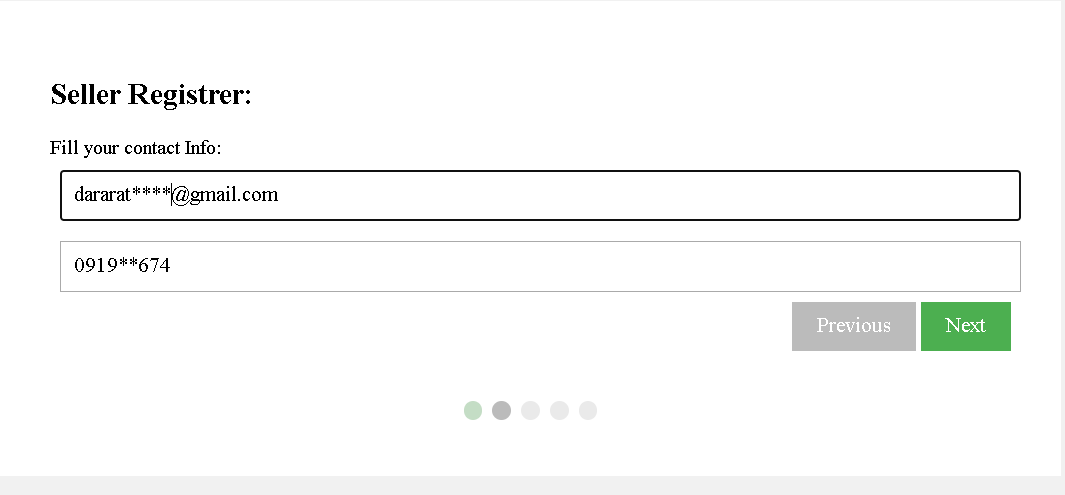 Seller Registrer:
Fill your contact Info:
dararat****@gmail.com
0919**674
Previous Next